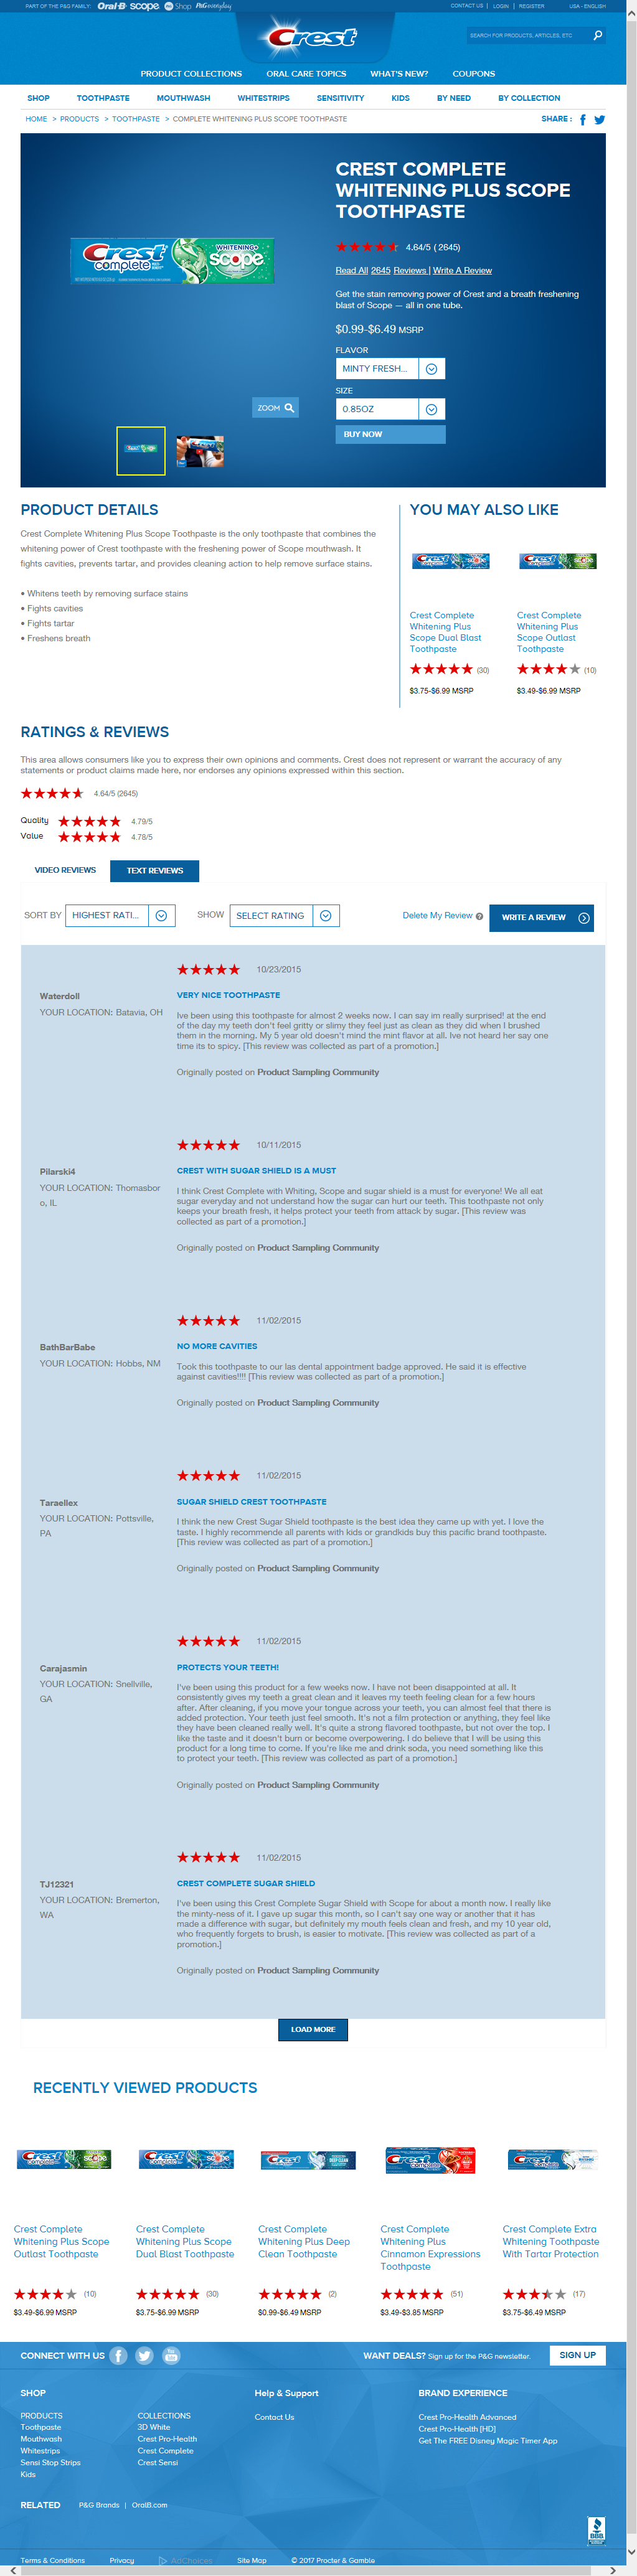 PART OF THE P&G FAMILY: Oral-B scope Shop P&G everyday CONTACT US | LOGIN | REGISTER USA - ENGLISH
Crest
SEARCH FOR PRODUCTS, ARTICLES, ETC
PRODUCT COLLECTIONS ORAL CARE TOPICS WHAT'S NEW? COUPONS
SHOP TOOTHPASTE MOUTHWASH WHITESTRIPS SENSITIVITY KIDS BY NEED BY COLLECTION
HOME > PRODUCTS > TOOTHPASTE > COMPLETE WHITENING PLUS SCOPE TOOTHPASTE SHARE :
CREST COMPLETE
WHITENING PLUS SCOPE
TOOTHPASTE
4.64/5 ( 2645)
Read All 2645 Reviews | Write A Review
Get the stain removing power of Crest and a breath freshening
blast of Scope — all in one tube.
$0.99-$6.49 MSRP
FLAVOR
MINTY FRESH...
SIZE
0.85OZ
BUY NOW
Crest complete WHITENING+ scope
ZOOM
PRODUCT DETAILS
Crest Complete Whitening Plus Scope Toothpaste is the only toothpaste that combines the
whitening power of Crest toothpaste with the freshening power of Scope mouthwash. It
fights cavities, prevents tartar, and provides cleaning action to help remove surface stains.
• Whitens teeth by removing surface stains
• Fights cavities
• Fights tartar
• Freshens breath
YOU MAY ALSO LIKE
Crest Complete
Whitening Plus
Scope Dual Blast
Toothpaste
(30)
$3.75-$6.99 MSRP
Crest Complete
Whitening Plus
Scope Outlast
Toothpaste
(10)
$3.49-$6.99 MSRP
RATINGS & REVIEWS
This area allows consumers like you to express their own opinions and comments. Crest does not represent or warrant the accuracy of any
statements or product claims made here, nor endorses any opinions expressed within this section.
4.64/5 (2645)
Quality 4.79/5
Value 4.78/5
VIDEO REVIEWS TEXT REVIEWS
SORT BY HIGHEST RATI... SHOW SELECT RATING Delete My Review ? WRITE A REVIEW
10/23/2015
Waterdoll
YOUR LOCATION: Batavia, OH
VERY NICE TOOTHPASTE
Ive been using this toothpaste for almost 2 weeks now. I can say im really surprised! at the end
of the day my teeth don't feel gritty or slimy they feel just as clean as they did when I brushed
them in the morning. My 5 year old doesn't mind the mint flavor at all. Ive not heard her say one
time its to spicy. [This review was collected as part of a promotion.]
Originally posted on Product Sampling Community
10/11/2015
Pilarski4
YOUR LOCATION: Thomasbor
o, IL
CREST WITH SUGAR SHIELD IS A MUST
I think Crest Complete with Whiting, Scope and sugar shield is a must for everyone! We all eat
sugar everyday and not understand how the sugar can hurt our teeth. This toothpaste not only
keeps your breath fresh, it helps protect your teeth from attack by sugar. [This review was
collected as part of a promotion.]
Originally posted on Product Sampling Community
11/02/2015
BathBarBabe
YOUR LOCATION: Hobbs, NM
NO MORE CAVITIES
Took this toothpaste to our las dental appointment badge approved. He said it is effective
against cavities!!!! [This review was collected as part of a promotion.]
Originally posted on Product Sampling Community
11/02/2015
Taraellex
YOUR LOCATION: Pottsville,
PA
SUGAR SHIELD CREST TOOTHPASTE
I think the new Crest Sugar Shield toothpaste is the best idea they came up with yet. I love the
taste. I highly recommend all parents with kids or grandkids buy this pacific brand toothpaste.
[This review was collected as part of a promotion.]
Originally posted on Product Sampling Community
11/02/2015
Carajasmin
YOUR LOCATION: Snellville,
GA
PROTECTS YOUR TEETH!
I've been using this product for a few weeks now. I have not been disappointed at all. It
consistently gives my teeth a great clean and it leaves my teeth feeling clean for a few hours
after. After cleaning, if you move your tongue across your teeth, you can almost feel that there is
added protection. Your teeth just feel smooth. It's not a film protection or anything, they feel like
they have been cleaned really well. It's quite a strong flavored toothpaste, but not over the top. I
like the taste and it doesn't burn or become overpowering. I do believe that I will be using this
product for a long time to come. If you're like me and drink soda, you need something like this
to protect your teeth. [This review was collected as part of a promotion.]
Originally posted on Product Sampling Community
11/02/2015
TJ12321
YOUR LOCATION: Bremerton,
WA
CREST COMPLETE SUGAR SHIELD
I've been using this Crest Complete Sugar Shield with Scope for about a month now. I really like
the minty-ness of it. I gave up sugar this month, so I can't say one way or another that it has
made a difference with sugar, but definitely my mouth feels clean and fresh, and my 10 year old,
who frequently forgets to brush, is easier to motivate. [This review was collected as part of a
promotion.]
Originally posted on Product Sampling Community
LOAD MORE
RECENTLY VIEWED PRODUCTS
Crest Complete
Whitening Plus Scope
Outlast Toothpaste
(10)
$3.49-$6.99 MSRP
Crest Complete
Whitening Plus Scope
Dual Blast Toothpaste
(30)
$3.75-$6.99 MSRP
Crest Complete
Whitening Plus Deep
Clean Toothpaste
(2)
$0.99-$6.49 MSRP
Crest Complete
Whitening Plus
Cinnamon Expressions
Toothpaste
(51)
$3.49-$3.85 MSRP
Crest Complete Extra
Whitening Toothpaste
With Tartar Protection
(17)
$3.75-$6.49 MSRP
CONNECT WITH US WANT DEALS? Sign up for the P&G newsletter. SIGN UP
SHOP
PRODUCTS
Toothpaste
Mouthwash
Whitestrips
Sensi Stop Strips
Kids
COLLECTIONS
3D White
Crest Pro-Health
Crest Complete
Crest Sensi
Help & Support
Contact Us
BRAND EXPERIENCE
Crest Pro-Health Advanced
Crest Pro-Health [HD]
Get The FREE Disney Magic Timer App
RELATED P&G Brands | OralB.com
BBB
Terms & Conditions Privacy AdChoices Site Map © 2017 Procter & Gamble